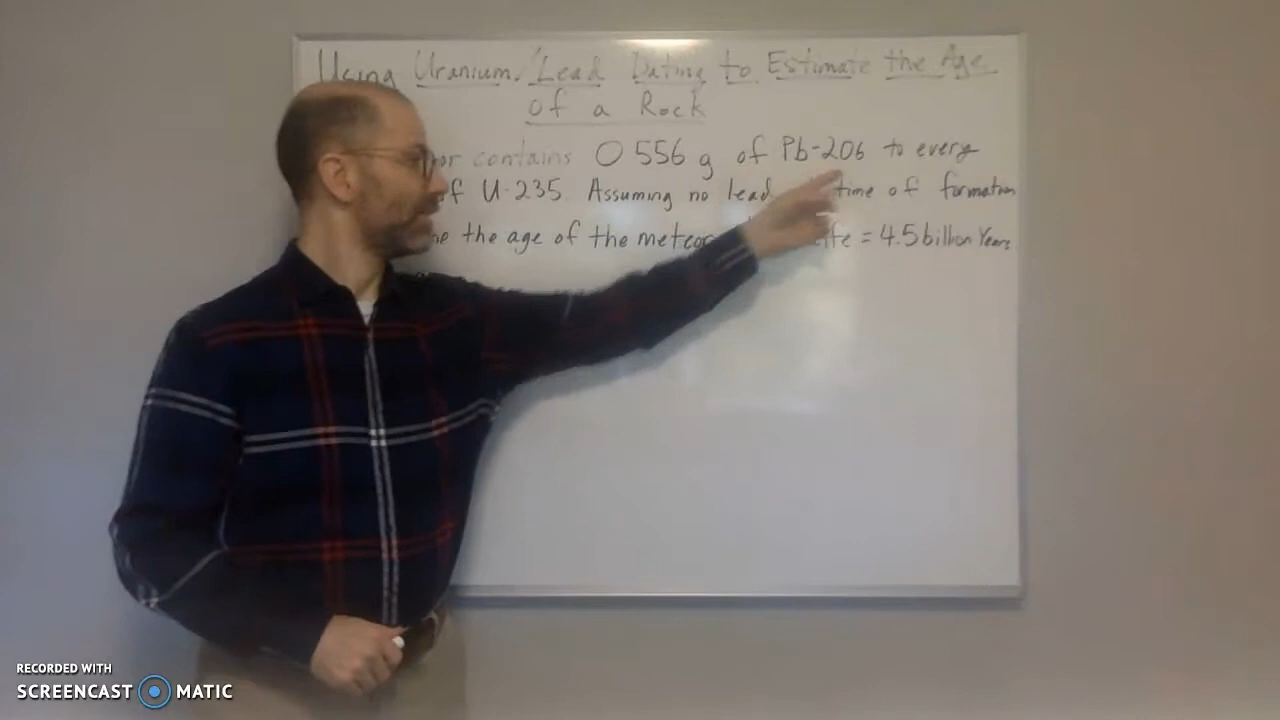 Using Uranium/Lead Dating to Estimate the Age
of a Rock
contains 0.556 g of Pb-206 to every
of U-235. Assuming no lead time of formation
the age of the meteor = 4.5 billion Years
RECORDED WITH
SCREENCAST MATIC